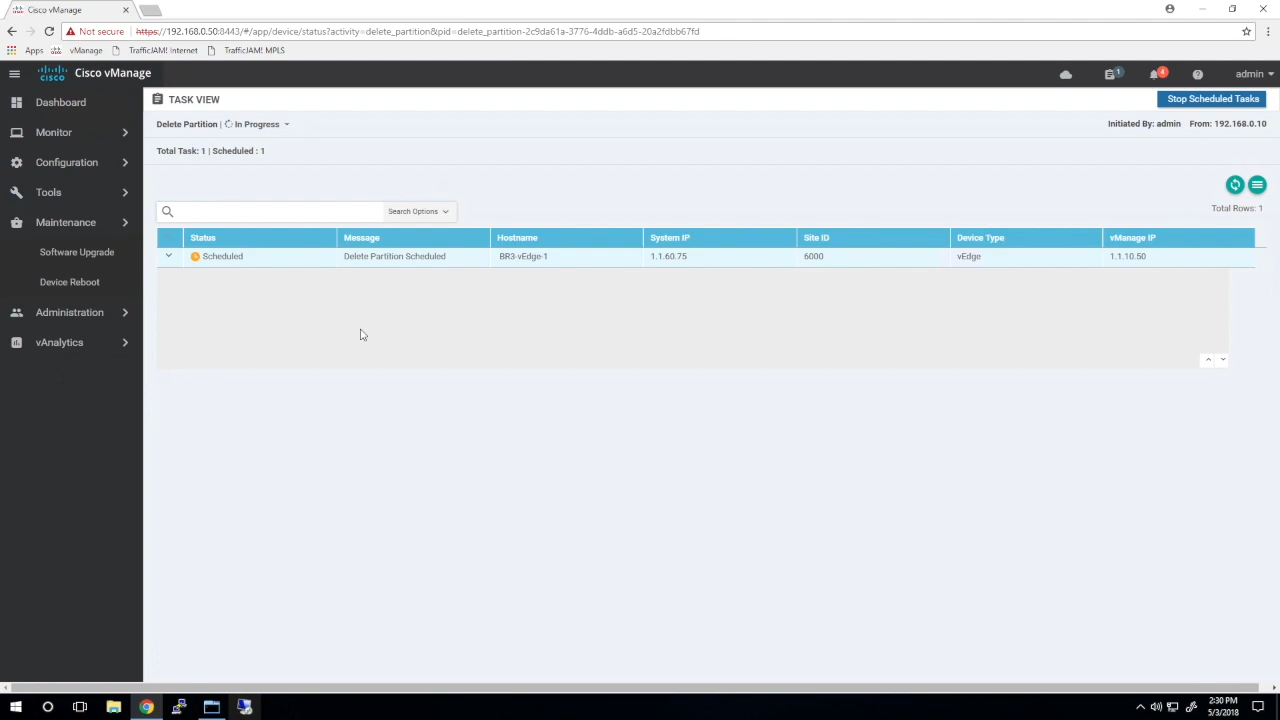 Cisco vManage
Not secure | https://192.168.0.50:8443/#/app/device/status?activity=delete_partition&pid=delete_partition-2c9da61a-3776-4ddb-a6d5-20a2fdbb67fd
Apps vManage TrafficJAM! Internet TrafficJAM! MPLS
cisco Cisco vManage 1 4 admin
Dashboard
Monitor
Configuration
Tools
Maintenance
Software Upgrade
Device Reboot
Administration
vAnalytics
TASK VIEW Stop Scheduled Tasks
Delete Partition | In Progress Initiated By: admin From: 192.168.0.10
Total Task: 1 | Scheduled : 1
Search Options Total Rows: 1
Status Message Hostname System IP Site ID Device Type vManage IP
Scheduled Delete Partition Scheduled BR3-vEdge-1 1.1.60.75 6000 vEdge 1.1.10.50
2:30 PM
5/3/2018